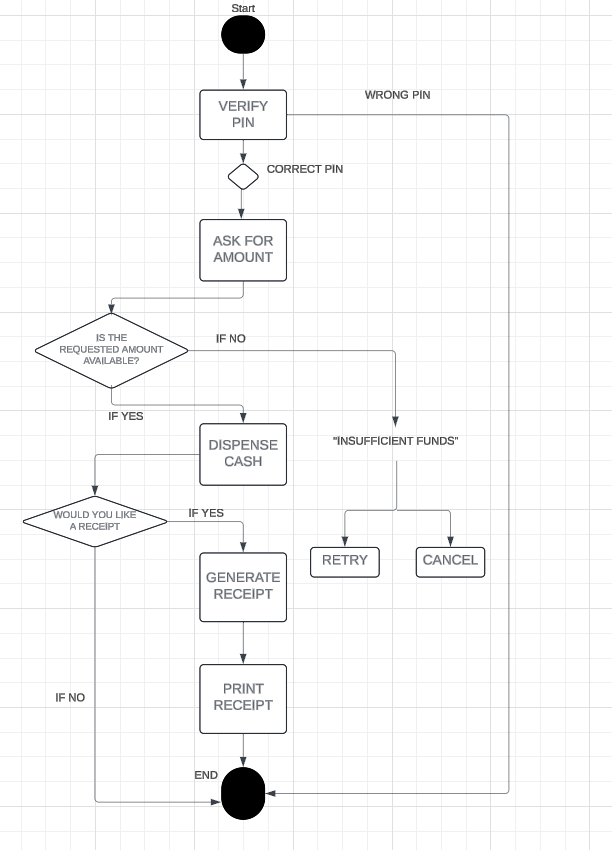 Start
VERIFY
PIN
WRONG PIN
CORRECT PIN
ASK FOR
AMOUNT
IS THE
REQUESTED AMOUNT
AVAILABLE?
IF NO
IF YES
"INSUFFICIENT FUNDS"
DISPENSE
CASH
WOULD YOU LIKE
A RECEIPT
IF YES
RETRY
CANCEL
GENERATE
RECEIPT
PRINT
RECEIPT
IF NO
END